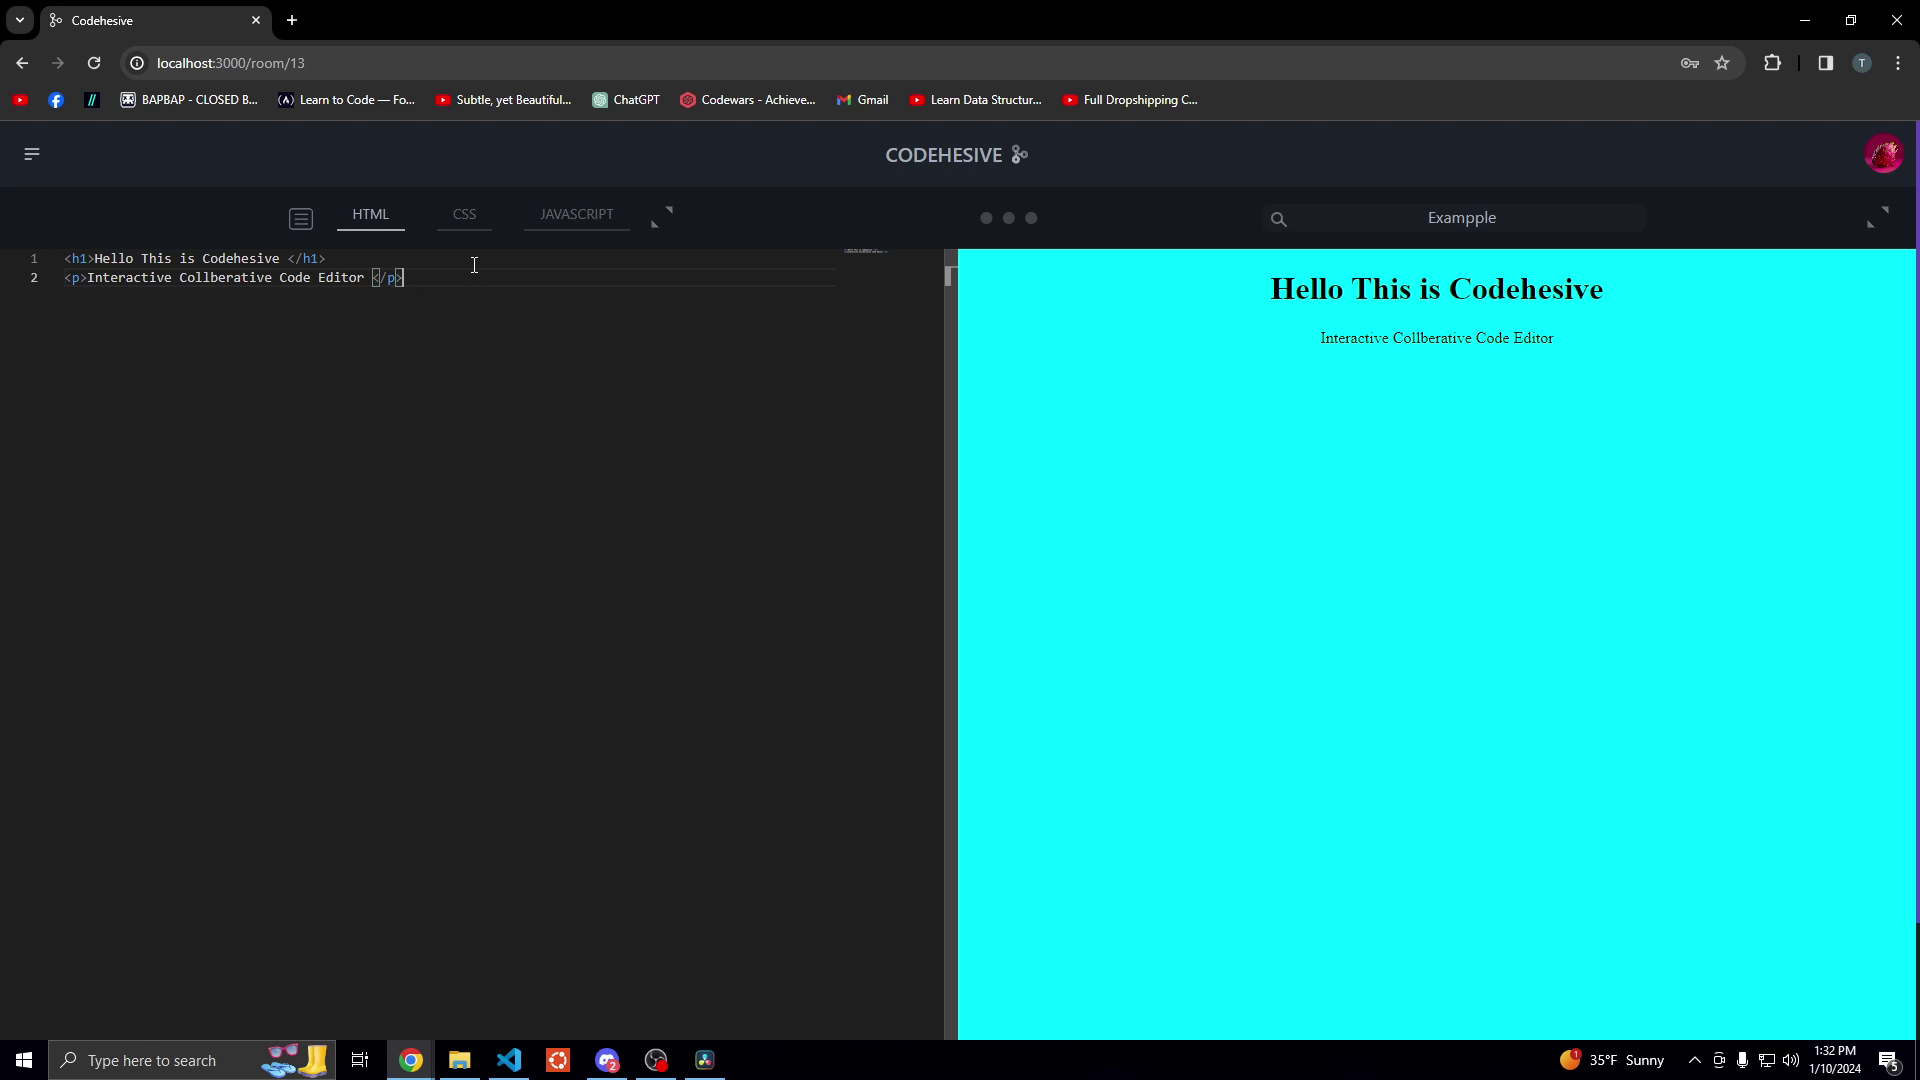 Codehesive
localhost:3000/room/13
BAPBAP - CLOSED B...
Learn to Code — Fo...
Subtle, yet Beautiful...
ChatGPT
Codewars - Achieve...
Gmail
Learn Data Structur...
Full Dropshipping C...
T
CODEHESIVE
HTML
CSS
JAVASCRIPT
Exampple
1 <h1>Hello This is Codehesive </h1>
2 <p>Interactive Collberative Code Editor </p>
Hello This is Codehesive
Interactive Collberative Code Editor
Type here to search
2
1
35°F Sunny
1:32 PM
1/10/2024
5